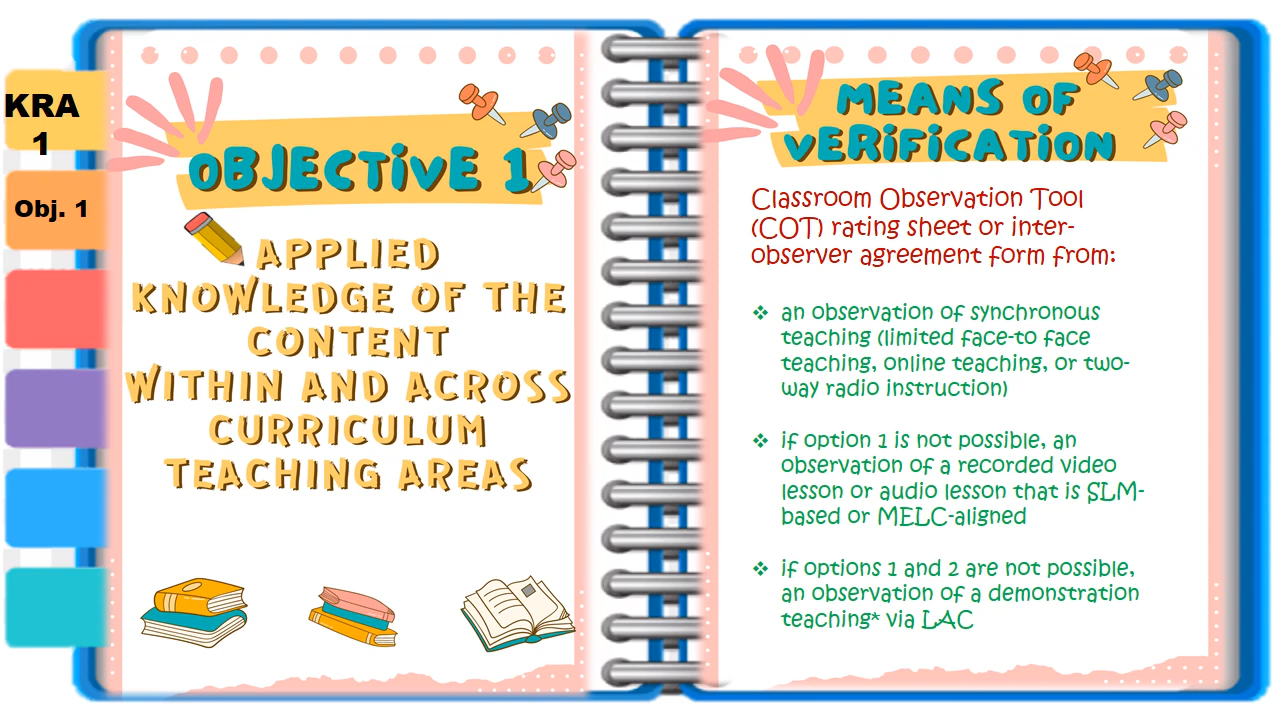 KRA
1
Obj. 1
OBJECTIVE 1
APPLIED
KNOWLEDGE OF THE
CONTENT
WITHIN AND ACROSS
CURRICULUM
TEACHING AREAS
MEANS OF
VERIFICATION
Classroom Observation Tool
(COT) rating sheet or inter-
observer agreement form from:
❖ an observation of synchronous
teaching (limited face-to face
teaching, online teaching, or two-
way radio instruction)
❖ if option 1 is not possible, an
observation of a recorded video
lesson or audio lesson that is SLM-
based or MELC-aligned
❖ if options 1 and 2 are not possible,
an observation of a demonstration
teaching* via LAC